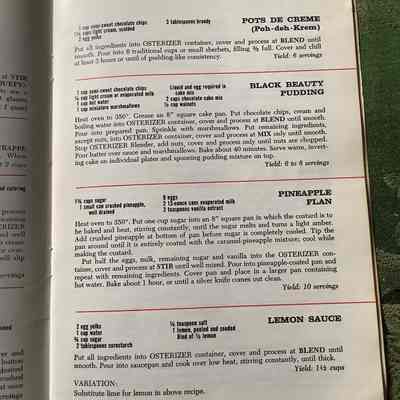 1 cup semi-sweet chocolate chips
3 tablespoons brandy
1¼ cups light cream, scalded
2 egg yolks
POTS DE CREME
(Poh-deh-Krem)
Put all ingredients into OSTERIZER container, cover and process at BLEND until
smooth. Pour into 6 traditional cups or small sherbets, filling ⅔ full. Cover and chill
at least 3 hours or until of pudding-like consistency.
Yield: 6 servings
1 cup semi-sweet chocolate chips
¾ cup light cream or evaporated milk
1 cup hot water
1 cup miniature marshmallows
Liquid and egg required in
cake mix
2 cups chocolate cake mix
½ cup walnuts
BLACK BEAUTY
PUDDING
Heat oven to 350°. Grease an 8" square cake pan. Put chocolate chips, cream and
boiling water into OSTERIZER container, cover and process at BLEND until smooth.
Pour into prepared pan. Sprinkle with marshmallows. Put remaining ingredients,
except nuts, into OSTERIZER container, cover and process at MIX only until smooth.
Stop OSTERIZER Blender, add nuts, cover and process only until nuts are chopped.
Pour batter over sauce and marshmallows. Bake about 40 minutes. Serve warm, invert-
ing cake on individual plates and spooning pudding mixture on top.
Yield: 6 to 8 servings
1¾ cups sugar
1 small can crushed pineapple,
well drained
8 eggs
2 13-ounce cans evaporated milk
2 teaspoons vanilla extract
PINEAPPLE
FLAN
Heat oven to 350°. Put one cup sugar into an 8" square pan in which the custard is to
be baked and heat, stirring constantly, until the sugar melts and turns a light amber.
Add crushed pineapple at bottom of pan before sugar is completely cooled. Tip the
pan around until it is entirely coated with the caramel-pineapple mixture; cool while
making the custard.
Put half the eggs, milk, remaining sugar and vanilla into the OSTERIZER con-
tainer, cover and process at STIR until well mixed. Pour into pineapple-coated pan and
repeat with remaining ingredients. Cover pan and place in a larger pan containing
hot water. Bake about 1 hour, or until a silver knife comes out clean.
Yield: 10 servings
2 egg yolks
1 cup water
¾ cup sugar
2 tablespoons cornstarch
¼ teaspoon salt
1 lemon, peeled and seeded
Rind of ½ lemon
LEMON SAUCE
Put all ingredients into OSTERIZER container, cover and process at BLEND until
smooth. Pour into saucepan and cook over low heat, stirring constantly, until thick.
Yield: 1½ cups
VARIATION:
Substitute lime for lemon in above recipe.